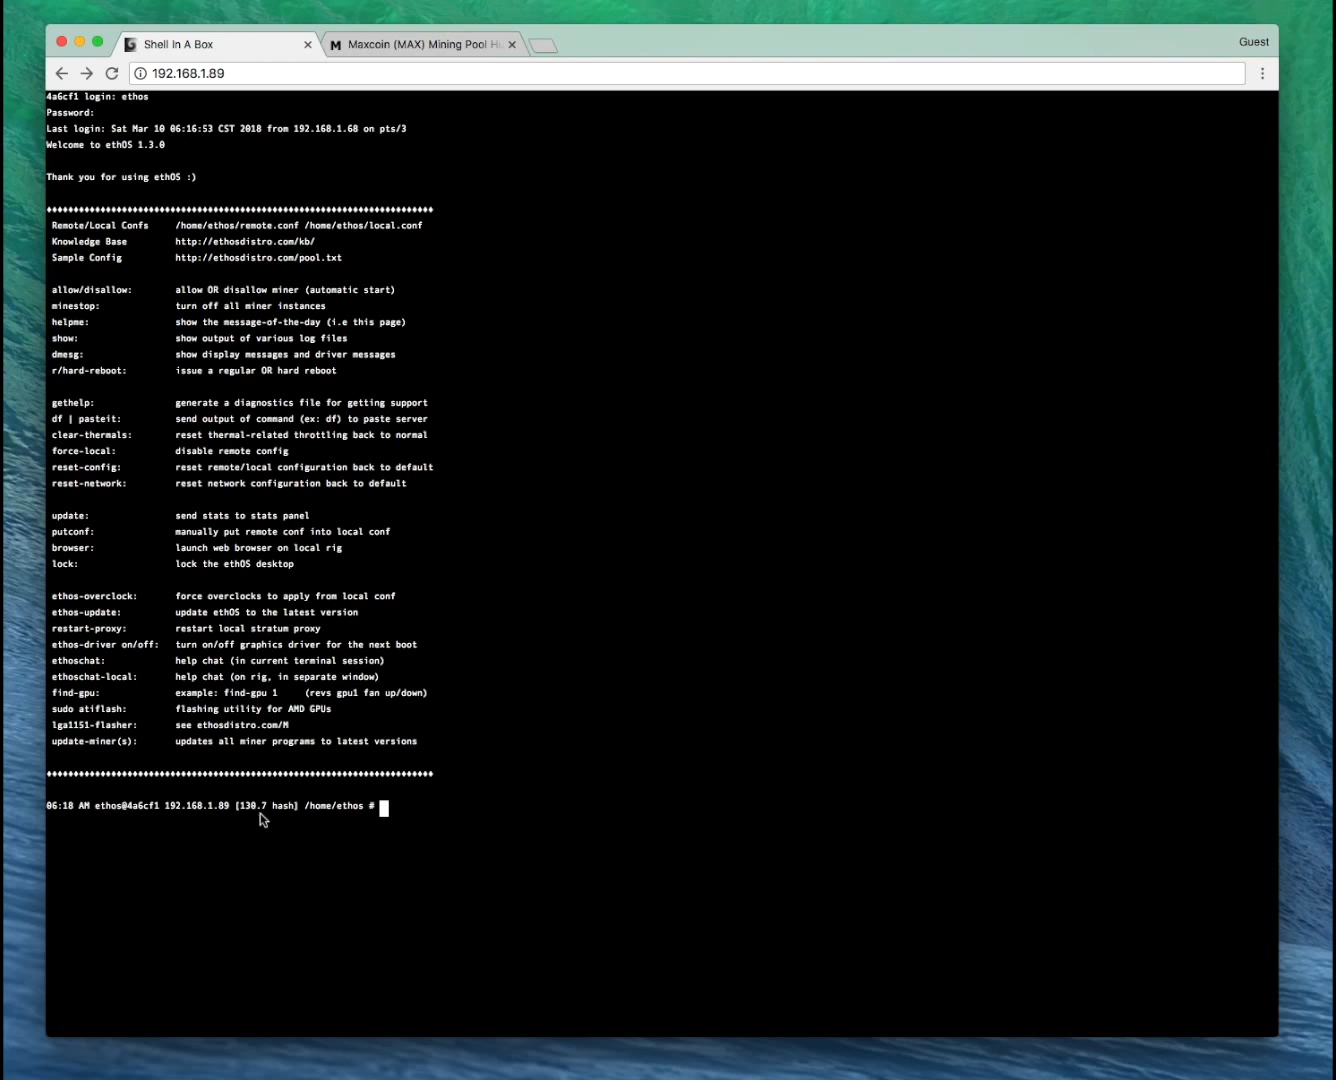 Shell In A Box
Maxcoin (MAX) Mining Pool
Guest
192.168.1.89
4a6cf1 login: ethos
Password:
Last login: Sat Mar 10 06:16:53 CST 2018 from 192.168.1.68 on pts/3
Welcome to ethOS 1.3.0
Thank you for using ethOS :)
Remote/Local Confs /home/ethos/remote.conf /home/ethos/local.conf
Knowledge Base http://ethosdistro.com/kb/
Sample Config http://ethosdistro.com/pool.txt
allow/disallow: allow OR disallow miner (automatic start)
minestop: turn off all miner instances
helpme: show the message-of-the-day (i.e this page)
show: show output of various log files
dmesg: show display messages and driver messages
r/hard-reboot: issue a regular OR hard reboot
gethelp: generate a diagnostics file for getting support
df | pasteit: send output of command (ex: df) to paste server
clear-thermals: reset thermal-related throttling back to normal
force-local: disable remote config
reset-config: reset remote/local configuration back to default
reset-network: reset network configuration back to default
update: send stats to stats panel
putconf: manually put remote conf into local conf
browser: launch web browser on local rig
lock: lock the ethOS desktop
ethos-overclock: force overclocks to apply from local conf
ethos-update: update ethOS to the latest version
restart-proxy: restart local stratum proxy
ethos-driver on/off: turn on/off graphics driver for the next boot
ethoschat: help chat (in current terminal session)
ethoschat-local: help chat (on rig, in separate window)
find-gpu: example: find-gpu 1 (revs gpu1 fan up/down)
sudo atiflash: flashing utility for AMD GPUs
lga1151-flasher: see ethosdistro.com/M
update-miner(s): updates all miner programs to latest versions
06:18 AM ethos@4a6cf1 192.168.1.89 [130.7 hash] /home/ethos #